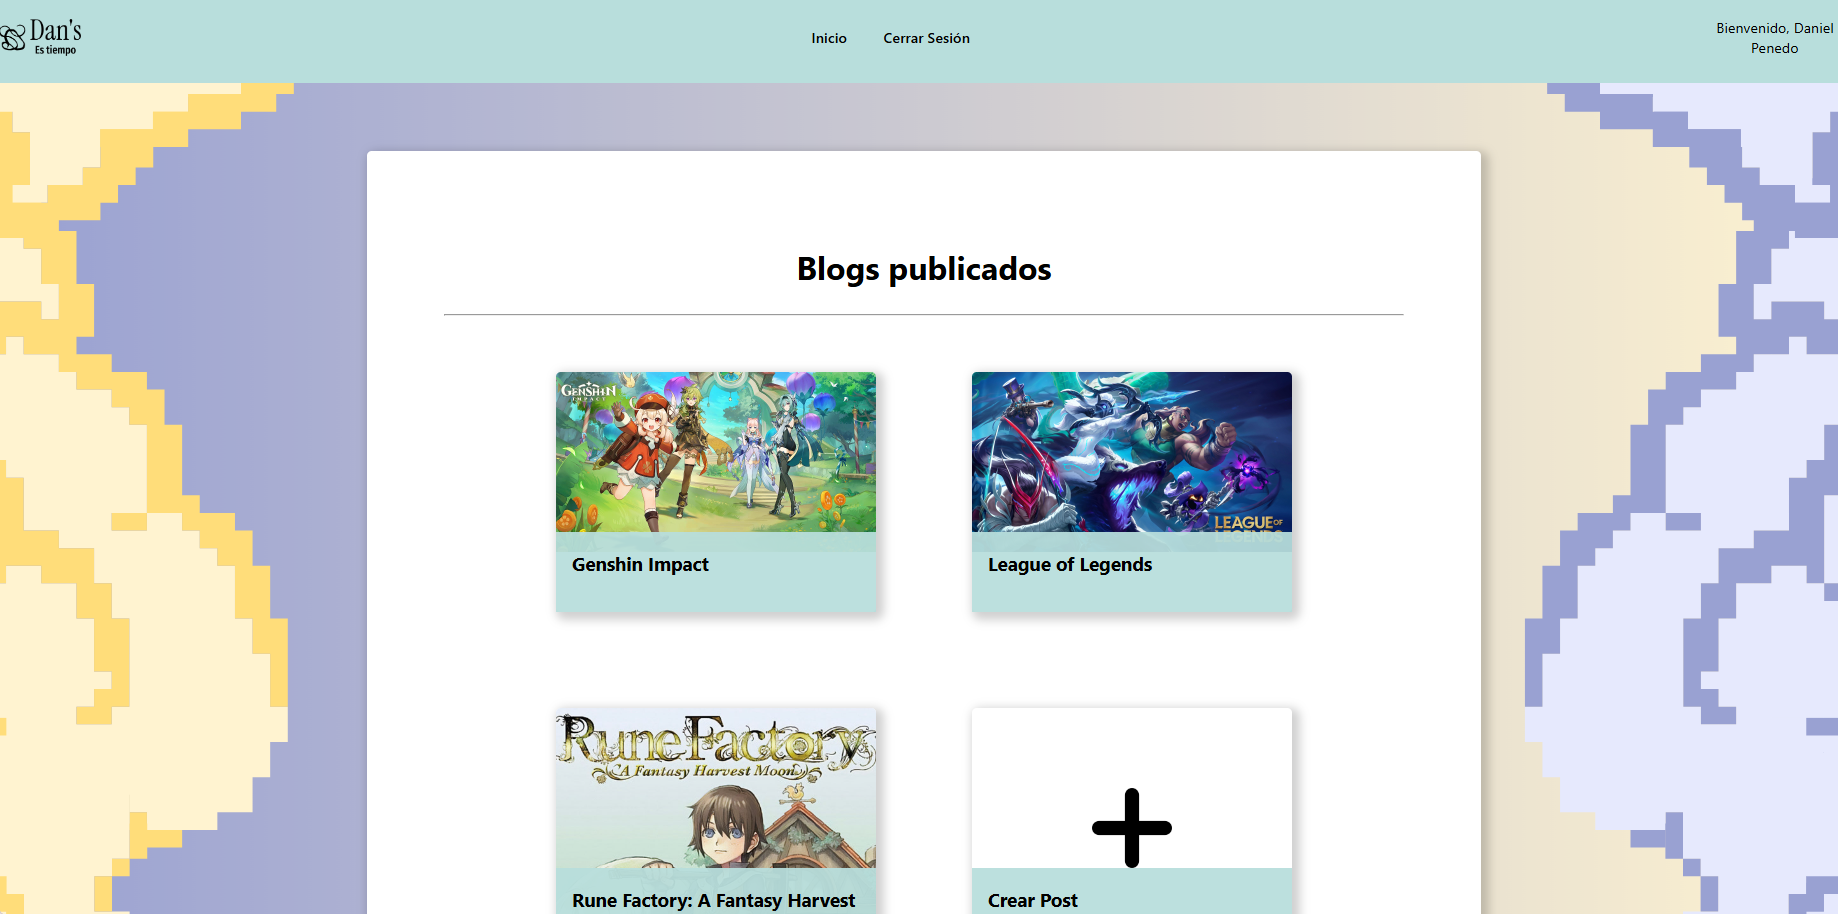 Dan's
Es tiempo
Inicio
Cerrar Sesión
Bienvenido, Daniel
Penedo
Blogs publicados
GENSHIN
IMPACT
LEAGUE OF
LEGENDS
Genshin Impact
League of Legends
Rune Factory
A Fantasy Harvest Moon
Rune Factory: A Fantasy Harvest
Crear Post